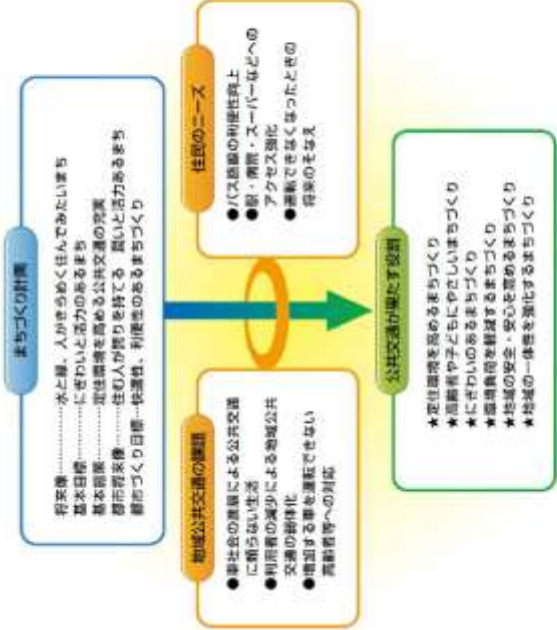 まちづくり計画
将来像…………水と緑、人がきらめく住んでみたいまち
基本目標…………にぎわいと活力のあるまち
基本施策…………定住環境を高める公共交通の充実
都市将来像………住む人が誇りを持てる 潤いと活力あるまち
都市づくり目標…快適性、利便性のあるまちづくり
地域公共交通の課題
●車社会の進展による公共交通
に頼らない生活
●利用者の減少による地域公共
交通の弱体化
●増加する車を運転できない
高齢者等への対応
住民のニーズ
●バス路線の利便性向上
●駅・病院・スーパーなどへの
アクセス強化
●運転できなくなったときの
将来のそなえ
公共交通が果たす役割
★定住環境を高めるまちづくり
★高齢者や子どもにやさしいまちづくり
★にぎわいのあるまちづくり
★環境負荷を軽減するまちづくり
★地域の安全・安心を高めるまちづくり
★地域の一体性を強化するまちづくり